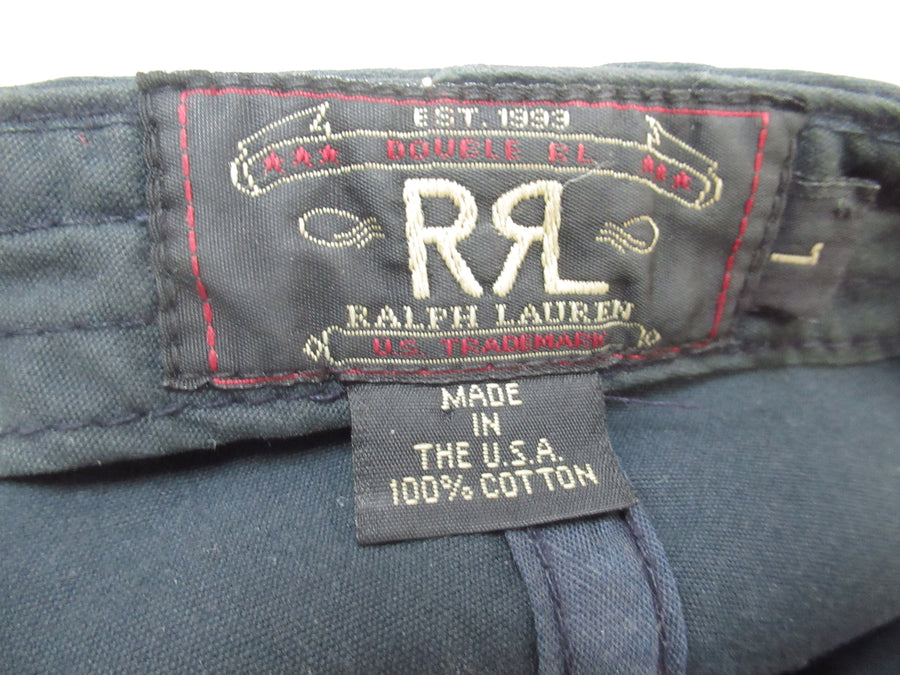 EST. 1993
DOUBLE RL
RRL
RALPH LAUREN
U.S. TRADEMARK
L
MADE
IN
THE U.S.A.
100% COTTON